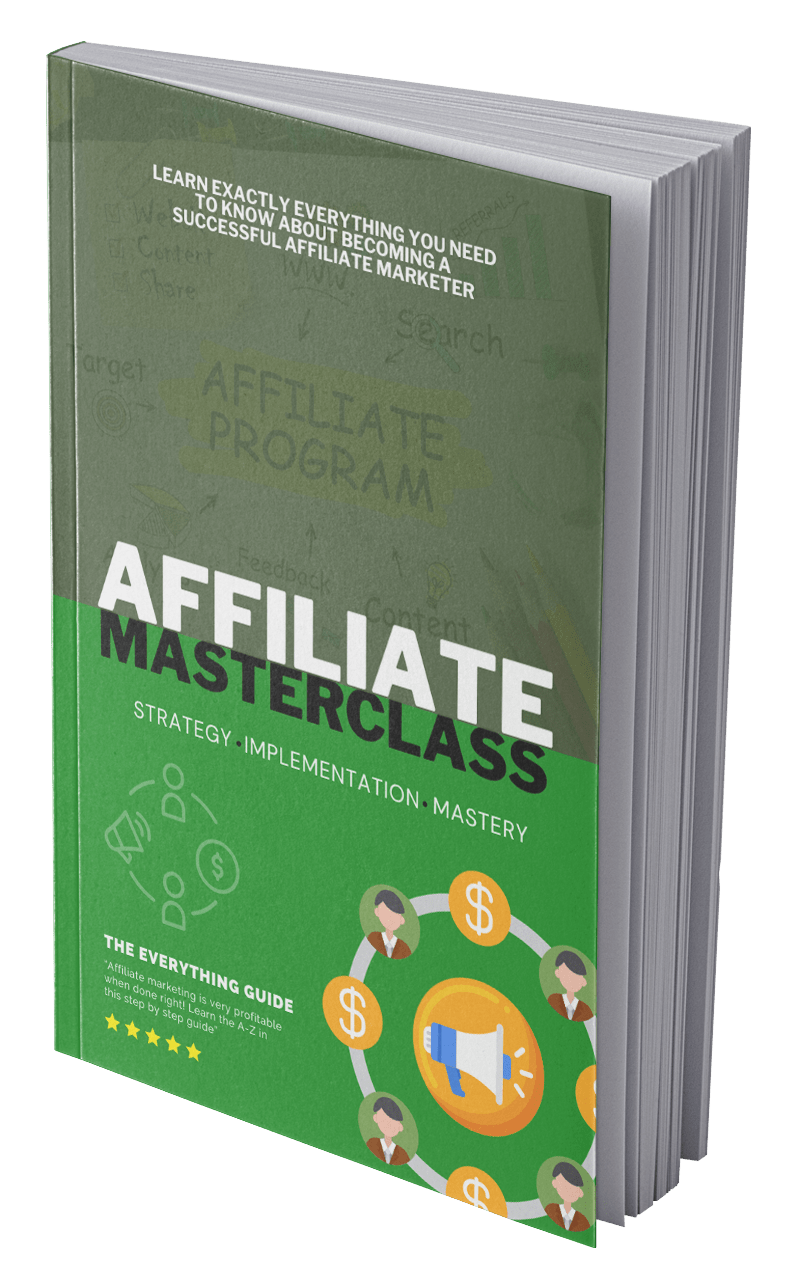 LEARN EXACTLY EVERYTHING YOU NEED
TO KNOW ABOUT BECOMING A
SUCCESSFUL AFFILIATE MARKETER
REFERRALS
Content
Share
WWW.
Search
Target
AFFILIATE
PROGRAM
Feedback
Content
AFFILIATE
MASTERCLASS
STRATEGY • IMPLEMENTATION • MASTERY
$
$
$
$
THE EVERYTHING GUIDE
"Affiliate marketing is very profitable
when done right! Learn the A-Z in
this step by step guide"